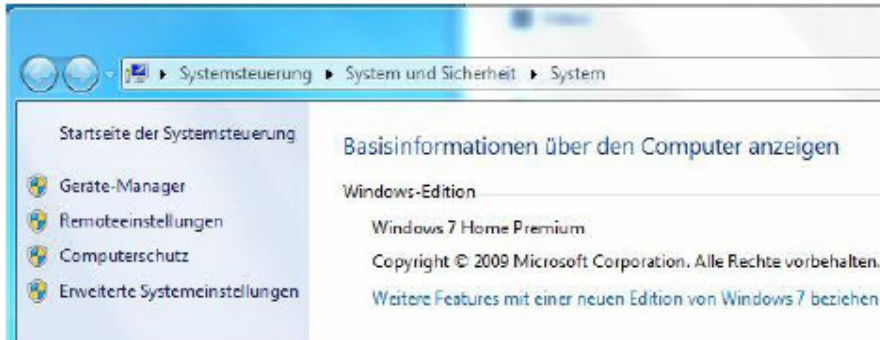 Systemsteuerung ▸ System und Sicherheit ▸ System
Startseite der Systemsteuerung
Geräte-Manager
Remoteeinstellungen
Computerschutz
Erweiterte Systemeinstellungen
Basisinformationen über den Computer anzeigen
Windows-Edition
Windows 7 Home Premium
Copyright © 2009 Microsoft Corporation. Alle Rechte vorbehalten.
Weitere Features mit einer neuen Edition von Windows 7 beziehen